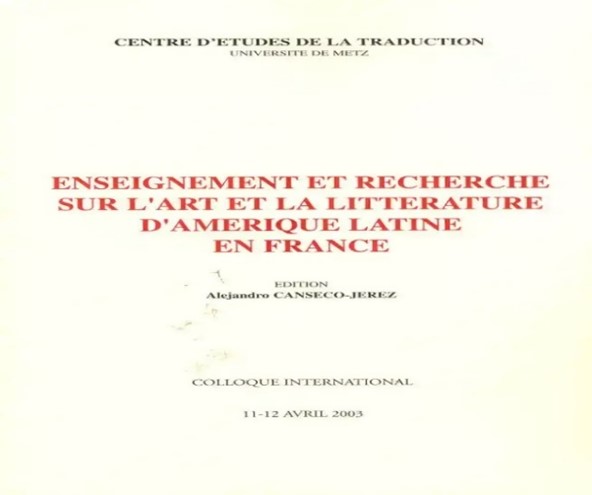 CENTRE D'ETUDES DE LA TRADUCTION
UNIVERSITE DE METZ
ENSEIGNEMENT ET RECHERCHE
SUR L'ART ET LA LITTERATURE
D'AMERIQUE LATINE
EN FRANCE
EDITION
Alejandro CANSECO-JEREZ
COLLOQUE INTERNATIONAL
11-12 AVRIL 2003